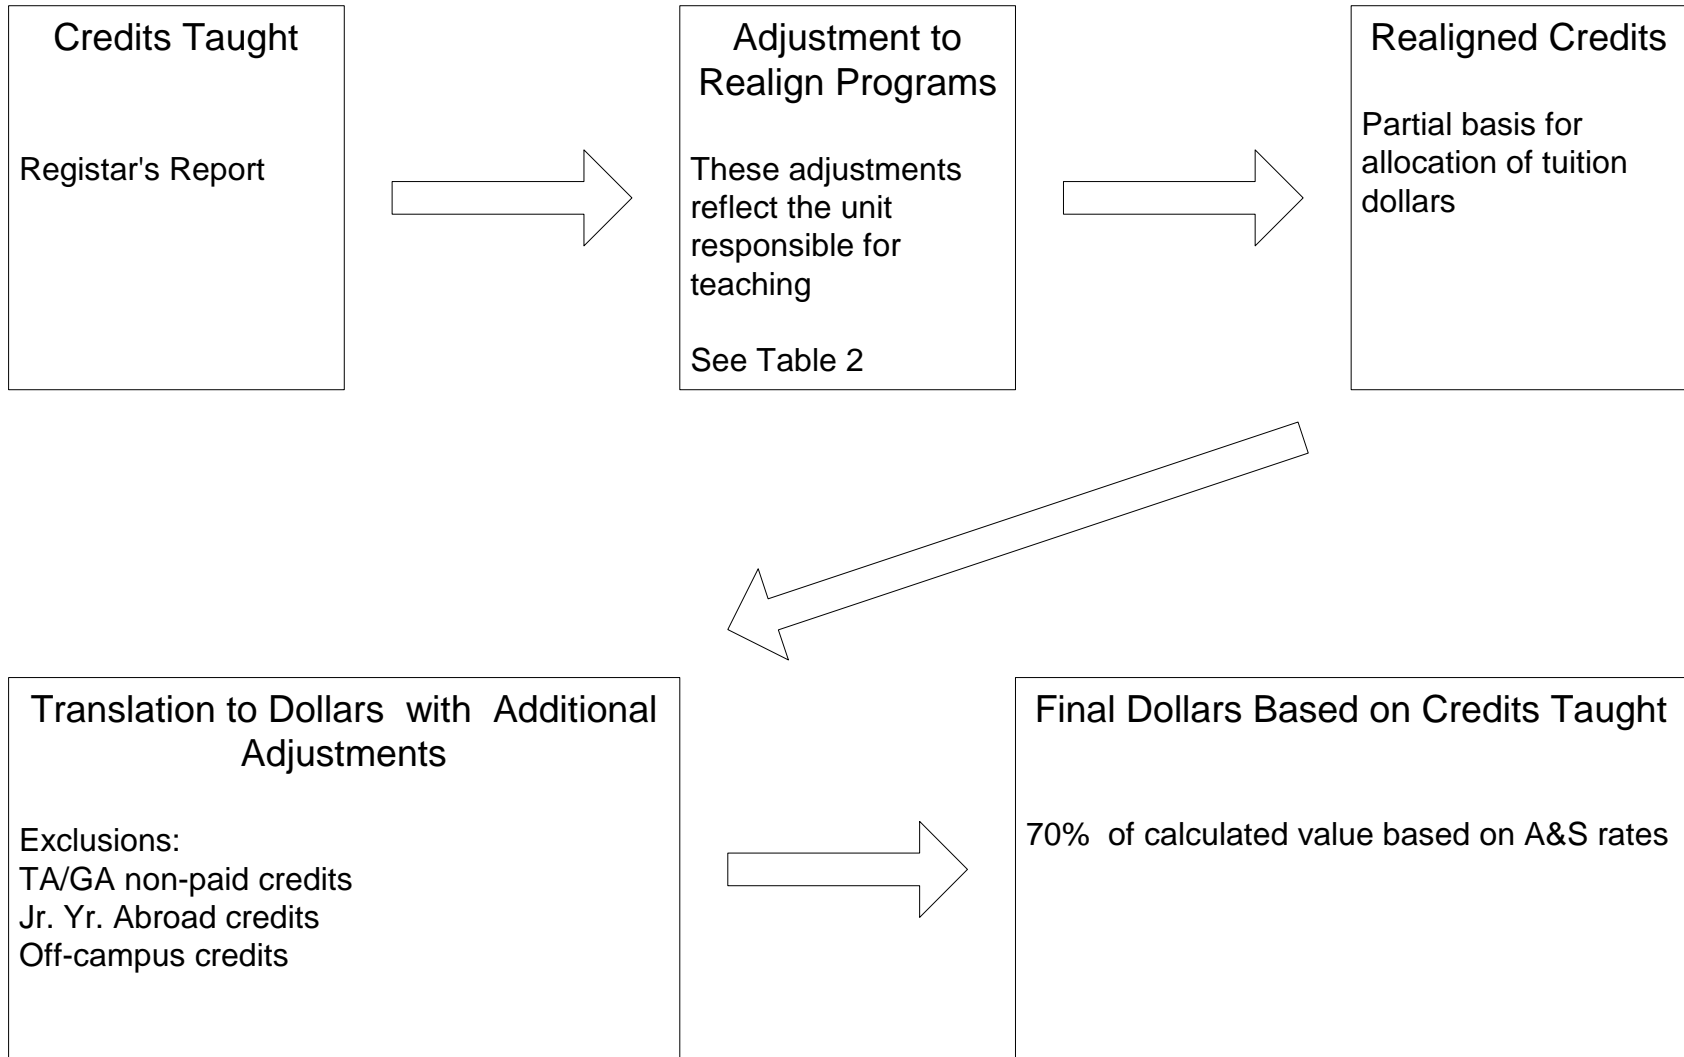 Credits Taught
Registar's Report
Adjustment to
Realign Programs
These adjustments
reflect the unit
responsible for
teaching
See Table 2
Realigned Credits
Partial basis for
allocation of tuition
dollars
Translation to Dollars  with  Additional
Adjustments
Exclusions:
TA/GA non-paid credits
Jr. Yr. Abroad credits
Off-campus credits
Final Dollars Based on Credits Taught
70%  of calculated value based on A&S rates